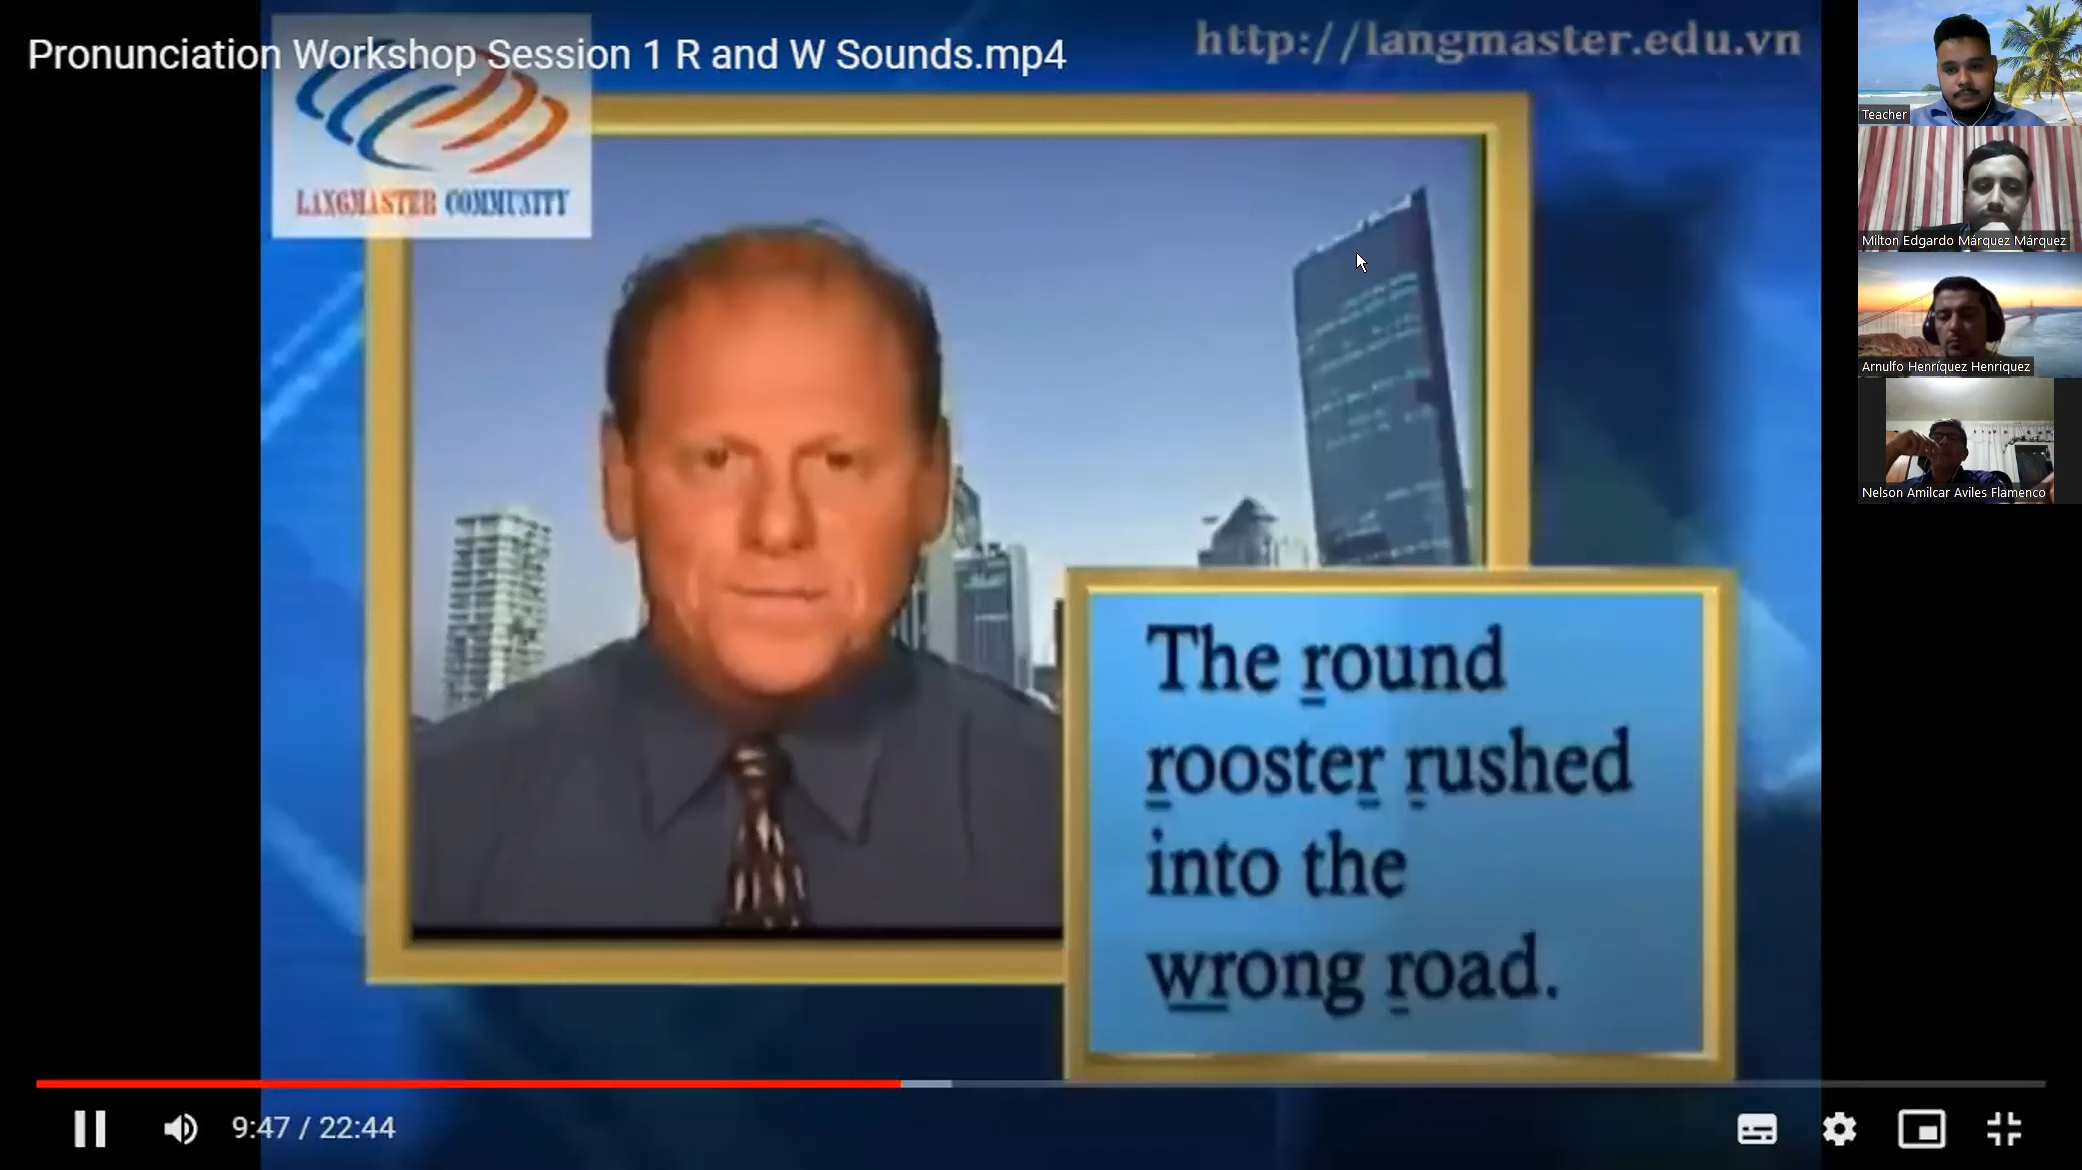 Pronunciation Workshop Session 1 R and W Sounds.mp4
http://langmaster.edu.vn
LANGMASTER COMMUNITY
The round
rooster rushed
into the
wrong road.
9:47 / 22:44
Teacher
Milton Edgardo Márquez Márquez
Arnulfo Henríquez Henriquez
Nelson Amilcar Aviles Flamenco